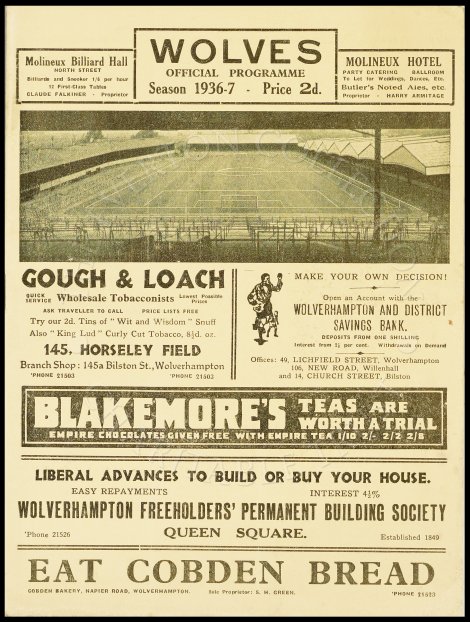 Molineux Billiard Hall
NORTH STREET
Billiards and Snooker 1/6 per hour
12 First-Class Tables
CLAUDE FALKINER - Proprietor
WOLVES
OFFICIAL PROGRAMME
Season 1936-7 - Price 2d.
MOLINEUX HOTEL
PARTY CATERING BALLROOM
To Let for Weddings, Dances, Etc.
Butler's Noted Ales, etc.
Proprietor - HARRY ARMITAGE
GOUGH & LOACH
QUICK SERVICE Wholesale Tobacconists Lowest Possible Prices
ASK TRAVELLER TO CALL PRICE LISTS FREE
Try our 2d. Tins of "Wit and Wisdom" Snuff
Also "King Lud" Curly Cut Tobacco, 8½d. oz.
145, HORSELEY FIELD
Branch Shop: 145a Bilston St., Wolverhampton
'PHONE 21503 'PHONE 21503
MAKE YOUR OWN DECISION!
Open an Account with the
WOLVERHAMPTON AND DISTRICT
SAVINGS BANK.
DEPOSITS FROM ONE SHILLING
Interest from 2½ per cent. Withdrawals on Demand
Offices: 49, LICHFIELD STREET, Wolverhampton
106, NEW ROAD, Willenhall
and 14, CHURCH STREET, Bilston
BLAKEMORE'S TEAS ARE
WORTH A TRIAL
EMPIRE CHOCOLATES GIVEN FREE WITH EMPIRE TEA 1/10 2/- 2/2 2/8
LIBERAL ADVANCES TO BUILD OR BUY YOUR HOUSE.
EASY REPAYMENTS INTEREST 4½%
WOLVERHAMPTON FREEHOLDERS' PERMANENT BUILDING SOCIETY
'Phone 21526 QUEEN SQUARE. Established 1849
EAT COBDEN BREAD
COBDEN BAKERY, NAPIER ROAD, WOLVERHAMPTON. Sole Proprietor: S. H. GREEN. 'PHONE 21623